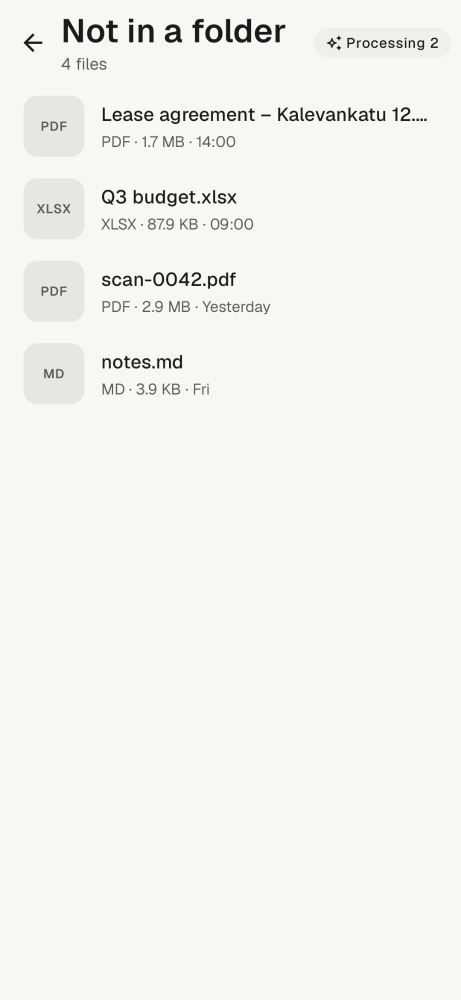 Not in a folder
4 files
Processing 2
PDF
Lease agreement – Kalevankatu 12....
PDF · 1.7 MB · 14:00
XLSX
Q3 budget.xlsx
XLSX · 87.9 KB · 09:00
PDF
scan-0042.pdf
PDF · 2.9 MB · Yesterday
MD
notes.md
MD · 3.9 KB · Fri